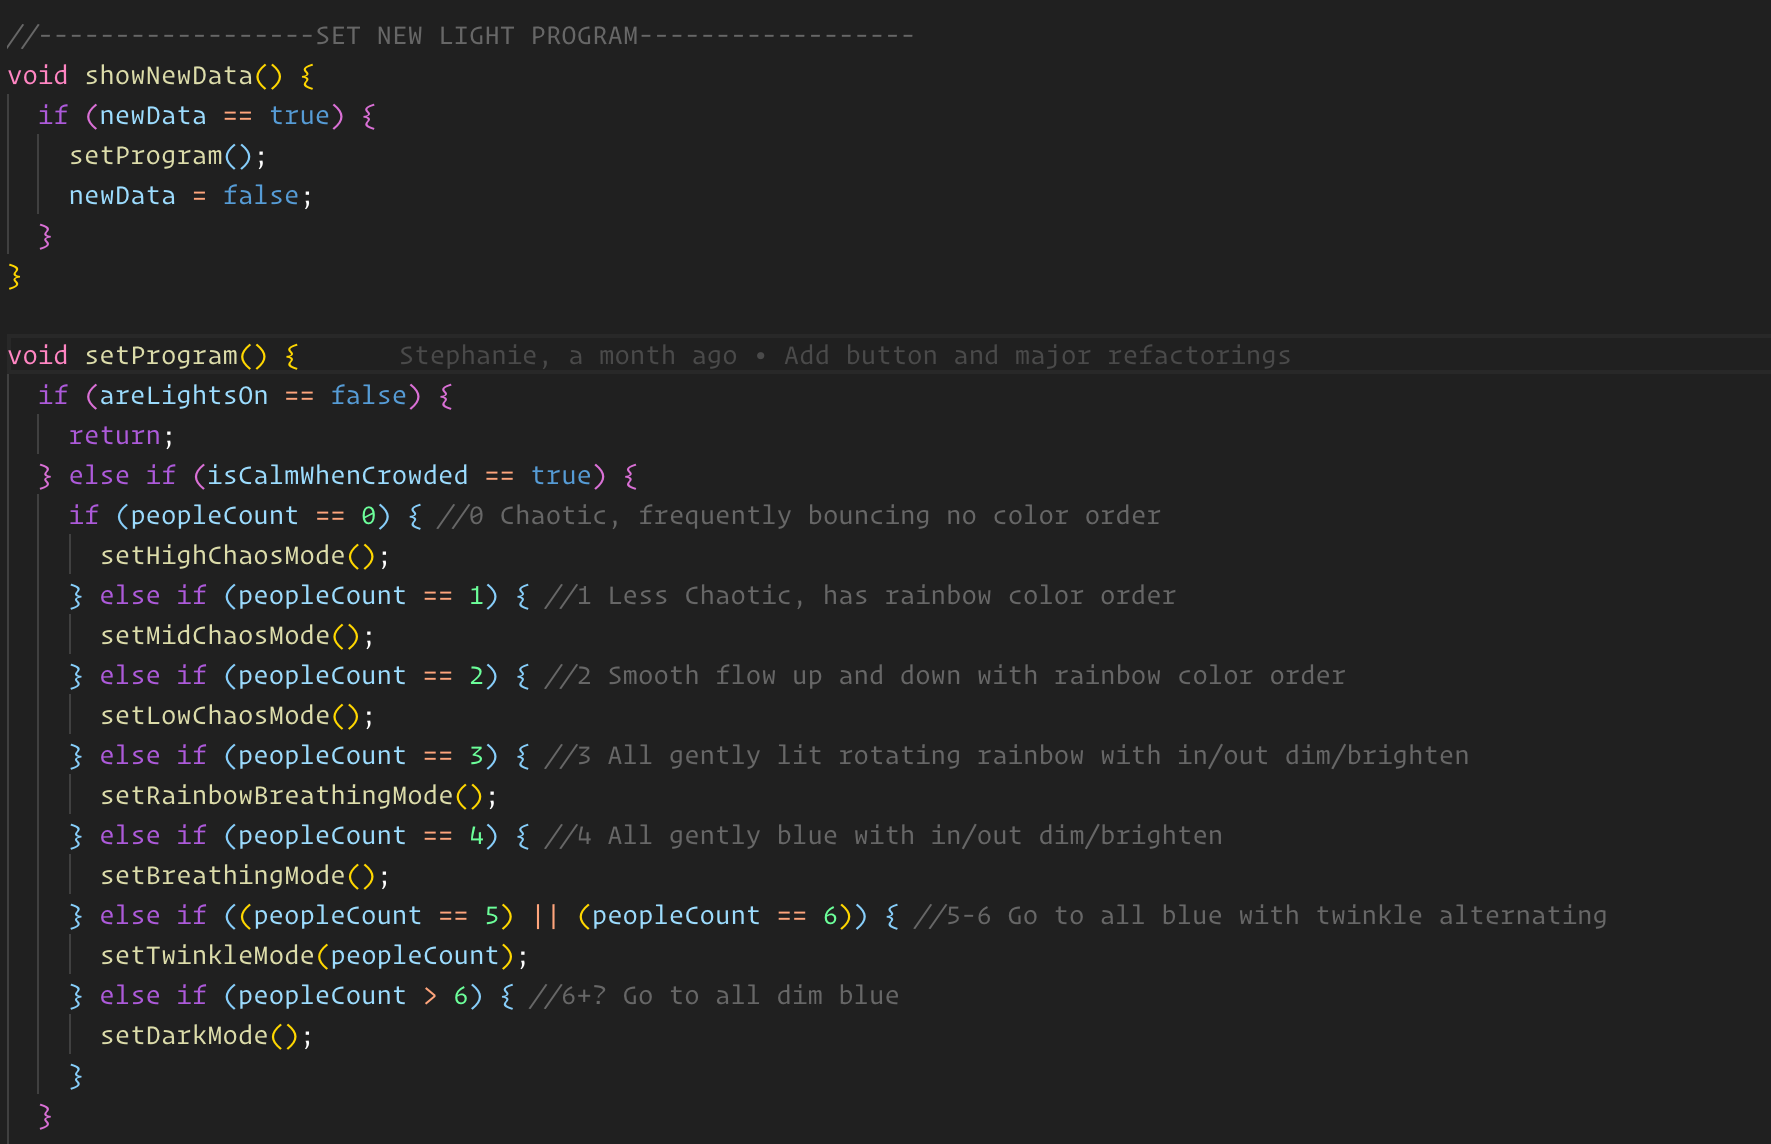 //------------------SET NEW LIGHT PROGRAM------------------
void showNewData() {
  if (newData == true) {
    setProgram();
    newData = false;
  }
}

void setProgram() {      Stephanie, a month ago • Add button and major refactorings
  if (areLightsOn == false) {
    return;
  } else if (isCalmWhenCrowded == true) {
    if (peopleCount == 0) { //0 Chaotic, frequently bouncing no color order
      setHighChaosMode();
    } else if (peopleCount == 1) { //1 Less Chaotic, has rainbow color order
      setMidChaosMode();
    } else if (peopleCount == 2) { //2 Smooth flow up and down with rainbow color order
      setLowChaosMode();
    } else if (peopleCount == 3) { //3 All gently lit rotating rainbow with in/out dim/brighten
      setRainbowBreathingMode();
    } else if (peopleCount == 4) { //4 All gently blue with in/out dim/brighten
      setBreathingMode();
    } else if ((peopleCount == 5) || (peopleCount == 6)) { //5-6 Go to all blue with twinkle alternating
      setTwinkleMode(peopleCount);
    } else if (peopleCount > 6) { //6+? Go to all dim blue
      setDarkMode();
    }
  }